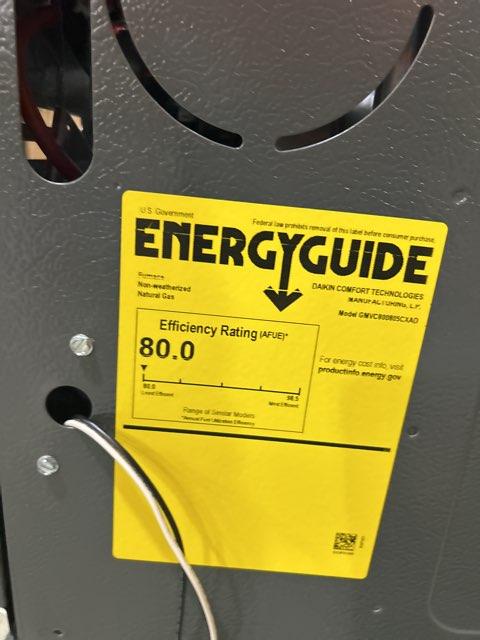 U.S. Government
Federal law prohibits removal of this label before consumer purchase.
ENERGYGUIDE
Furnace
Non-weatherized
Natural Gas
DAIKIN COMFORT TECHNOLOGIES
MANUFACTURING, L.P.
Model GMVC800805CXAD
Efficiency Rating (AFUE)*
80.0
80.0
Least Efficient
98.5
Most Efficient
Range of Similar Models
*Annual Fuel Utilization Efficiency
For energy cost info, visit
productinfo.energy.gov